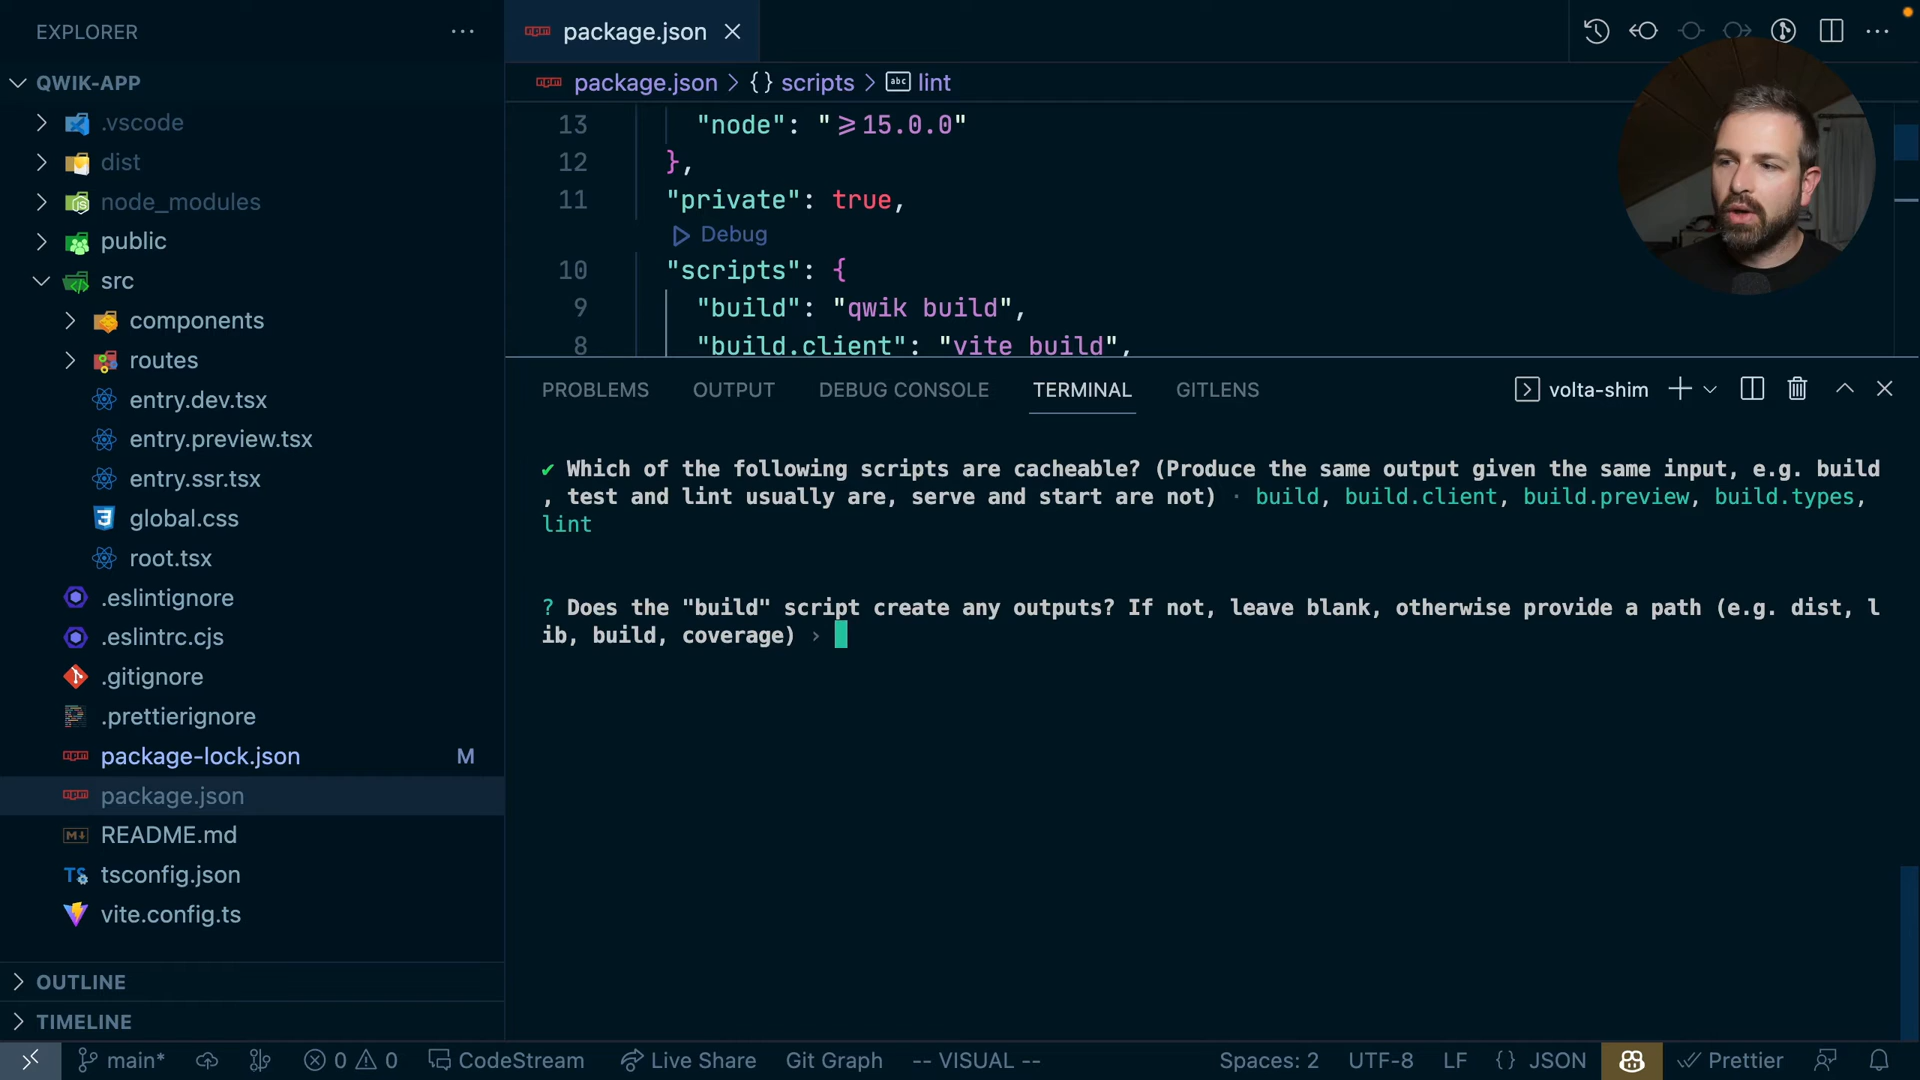 EXPLORER
QWIK-APP
.vscode
dist
node_modules
public
src
components
routes
entry.dev.tsx
entry.preview.tsx
entry.ssr.tsx
global.css
root.tsx
.eslintignore
.eslintrc.cjs
.gitignore
.prettierignore
package-lock.json M
package.json
README.md
tsconfig.json
vite.config.ts
OUTLINE
TIMELINE
package.json
package.json > {} scripts > abc lint
13 "node": "≥15.0.0"
12 },
11 "private": true,
Debug
10 "scripts": {
9 "build": "qwik build",
8 "build.client": "vite build",
PROBLEMS OUTPUT DEBUG CONSOLE TERMINAL GITLENS volta-shim
✔ Which of the following scripts are cacheable? (Produce the same output given the same input, e.g. build
, test and lint usually are, serve and start are not) · build, build.client, build.preview, build.types,
lint
? Does the "build" script create any outputs? If not, leave blank, otherwise provide a path (e.g. dist, l
ib, build, coverage) ›
main* 0 0 CodeStream Live Share Git Graph -- VISUAL -- Spaces: 2 UTF-8 LF {} JSON Prettier